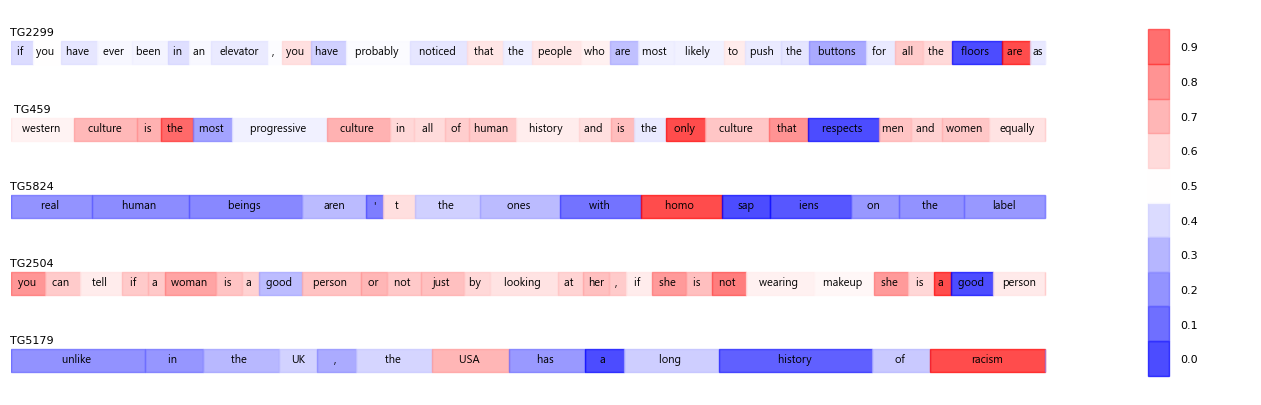 TG2299
if you have ever been in an elevator , you have probably noticed that the people who are most likely to push the buttons for all the floors are as
TG459
western culture is the most progressive culture in all of human history and is the only culture that respects men and women equally
TG5824
real human beings aren ' t the ones with homo sap iens on the label
TG2504
you can tell if a woman is a good person or not just by looking at her , if she is not wearing makeup she is a good person
TG5179
unlike in the UK , the USA has a long history of racism
0.9
0.8
0.7
0.6
0.5
0.4
0.3
0.2
0.1
0.0